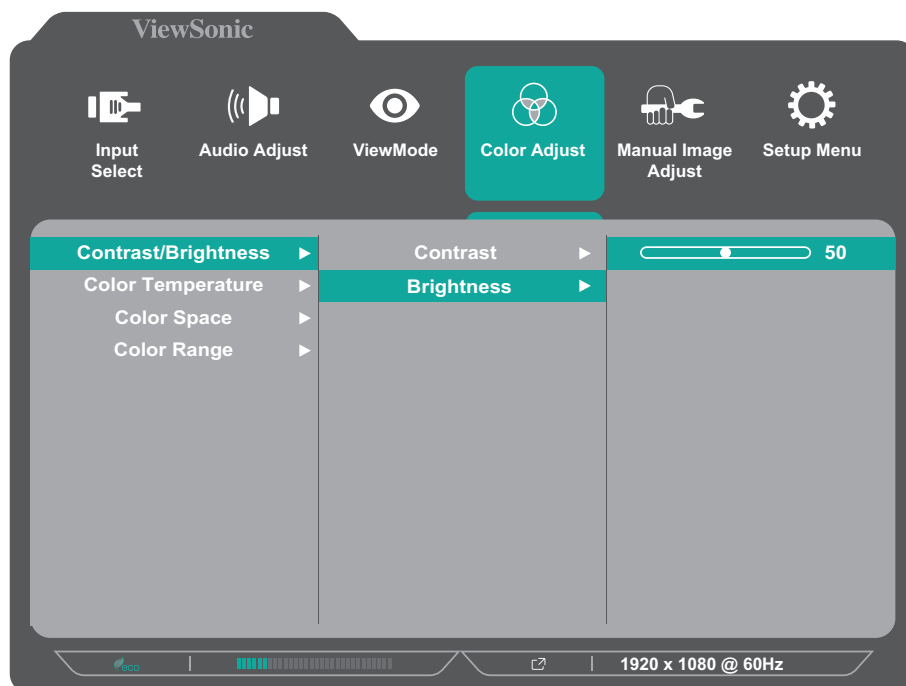 ViewSonic
Input Select
Audio Adjust
ViewMode
Color Adjust
Manual Image Adjust
Setup Menu
Contrast/Brightness
Color Temperature
Color Space
Color Range
Contrast
Brightness
50
eco
1920 x 1080 @ 60Hz